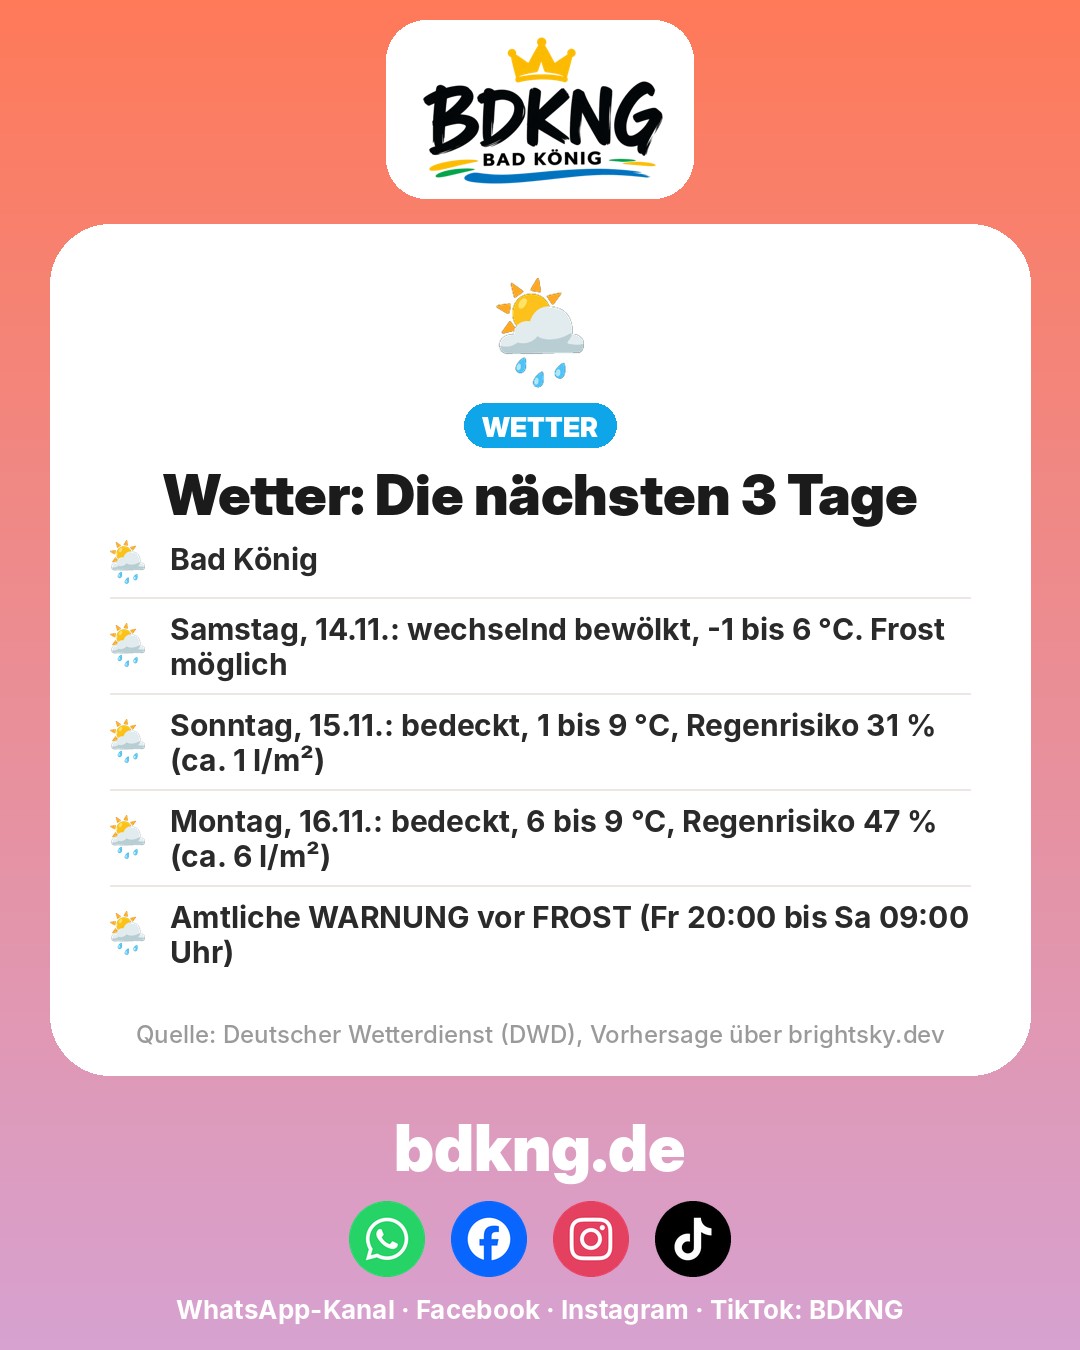 BDKNG
BAD KÖNIG
WETTER
Wetter: Die nächsten 3 Tage
Bad König
Samstag, 14.11.: wechselnd bewölkt, -1 bis 6 °C. Frost
möglich
Sonntag, 15.11.: bedeckt, 1 bis 9 °C, Regenrisiko 31 %
(ca. 1 l/m²)
Montag, 16.11.: bedeckt, 6 bis 9 °C, Regenrisiko 47 %
(ca. 6 l/m²)
Amtliche WARNUNG vor FROST (Fr 20:00 bis Sa 09:00
Uhr)
Quelle: Deutscher Wetterdienst (DWD), Vorhersage über brightsky.dev
bdkng.de
WhatsApp-Kanal · Facebook · Instagram · TikTok: BDKNG